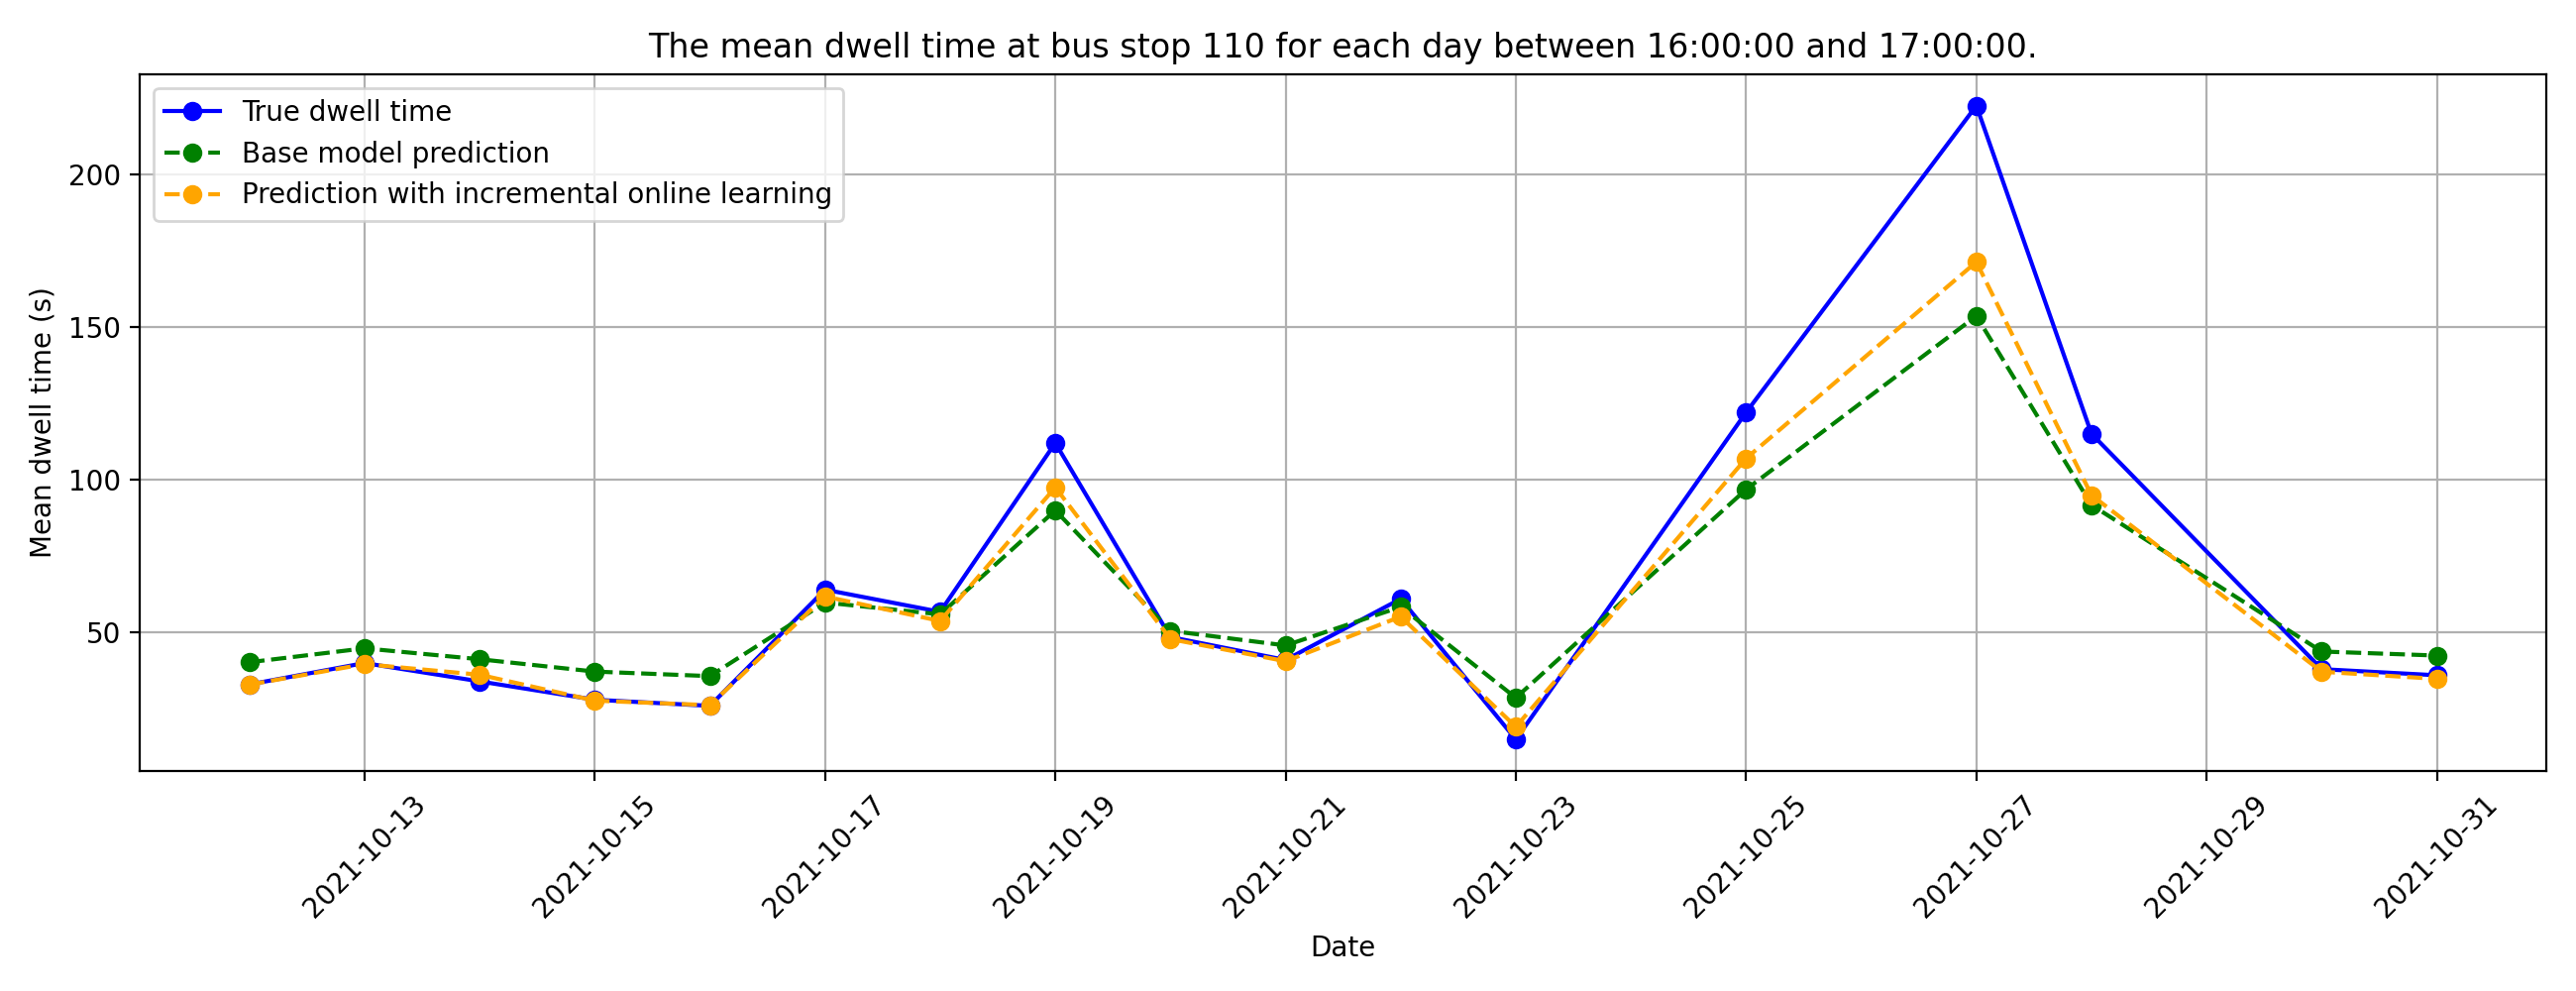 The mean dwell time at bus stop 110 for each day between 16:00:00 and 17:00:00.
True dwell time
Base model prediction
Prediction with incremental online learning
Mean dwell time (s)
200
150
100
50
2021-10-13
2021-10-15
2021-10-17
2021-10-19
2021-10-21
2021-10-23
2021-10-25
2021-10-27
2021-10-29
2021-10-31
Date